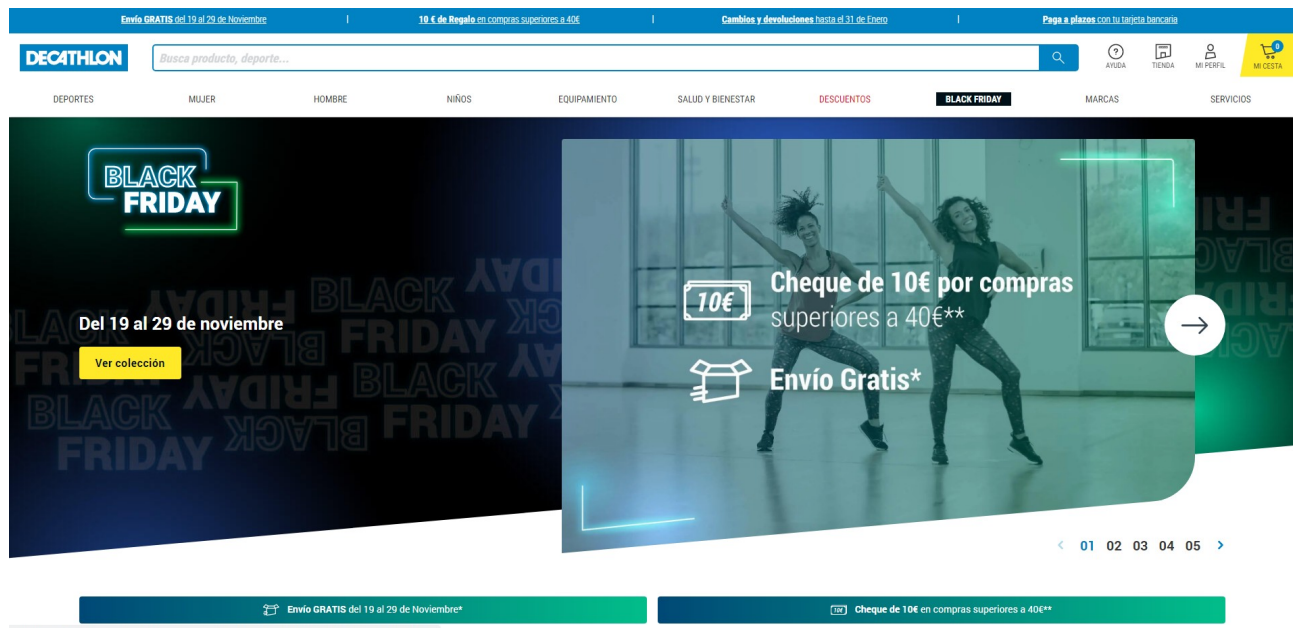 Envío GRATIS del 19 al 29 de Noviembre | 10 € de Regalo en compras superiores a 40€ | Cambios y devoluciones hasta el 31 de Enero | Paga a plazos con tu tarjeta bancaria
DECATHLON
Busca producto, deporte...
AYUDA
TIENDA
MI PERFIL
0
MI CESTA
DEPORTES
MUJER
HOMBRE
NIÑOS
EQUIPAMIENTO
SALUD Y BIENESTAR
DESCUENTOS
BLACK FRIDAY
MARCAS
SERVICIOS
BLACK
FRIDAY
Del 19 al 29 de noviembre
Ver colección
10€
Cheque de 10€ por compras
superiores a 40€**
Envío Gratis*
01 02 03 04 05
Envío GRATIS del 19 al 29 de Noviembre*
10€ Cheque de 10€ en compras superiores a 40€**